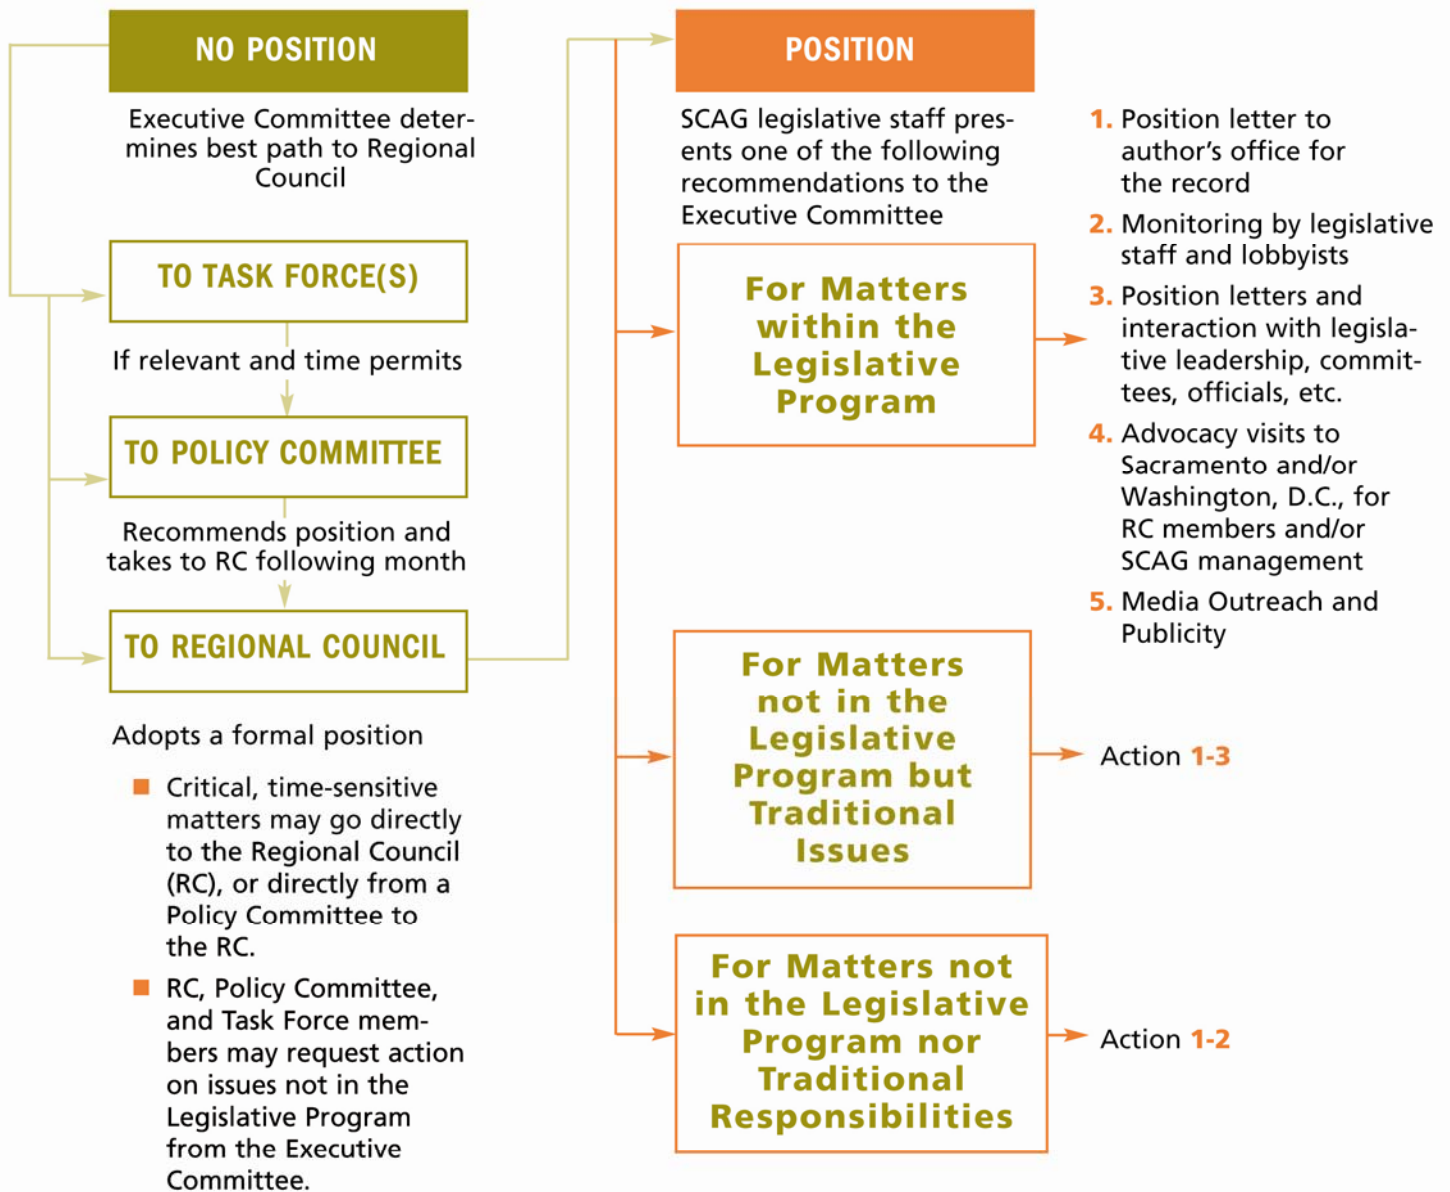 NO POSITION
Executive Committee deter-
mines best path to Regional
Council
TO TASK FORCE(S)
If relevant and time permits
TO POLICY COMMITTEE
Recommends position and
takes to RC following month
TO REGIONAL COUNCIL
Adopts a formal position
Critical, time-sensitive
matters may go directly
to the Regional Council
(RC), or directly from a
Policy Committee to
the RC.
RC, Policy Committee,
and Task Force mem-
bers may request action
on issues not in the
Legislative Program
from the Executive
Committee.
POSITION
SCAG legislative staff pres-
ents one of the following
recommendations to the
Executive Committee
For Matters
within the
Legislative
Program
1. Position letter to
author’s office for
the record
2. Monitoring by legislative
staff and lobbyists
3. Position letters and
interaction with legisla-
tive leadership, commit-
tees, officials, etc.
4. Advocacy visits to
Sacramento and/or
Washington, D.C., for
RC members and/or
SCAG management
5. Media Outreach and
Publicity
For Matters
not in the
Legislative
Program but
Traditional
Issues
Action 1-3
For Matters not
in the Legislative
Program nor
Traditional
Responsibilities
Action 1-2